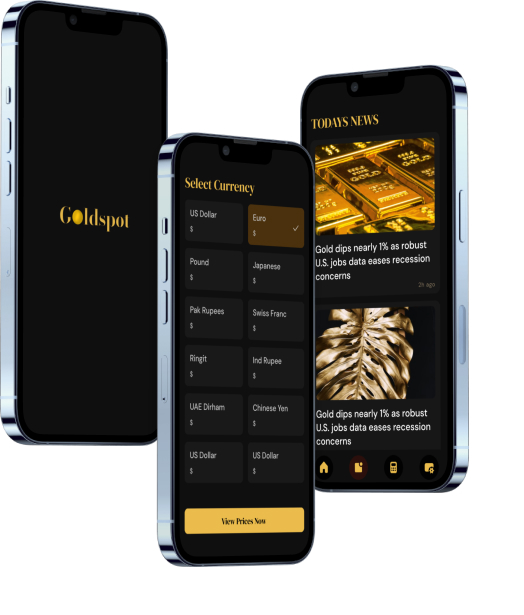 Goldspot
Select Currency
US Dollar
$
Euro
$
Pound
$
Japanese
$
Pak Rupees
$
Swiss Franc
$
Ringit
$
Ind Rupee
$
UAE Dirham
$
Chinese Yen
$
US Dollar
$
US Dollar
$
View Prices Now
TODAYS NEWS
GOLD
Gold dips nearly 1% as robust
U.S. jobs data eases recession
concerns
2h ago
Gold dips nearly 1% as robust
U.S. jobs data eases recession
concerns